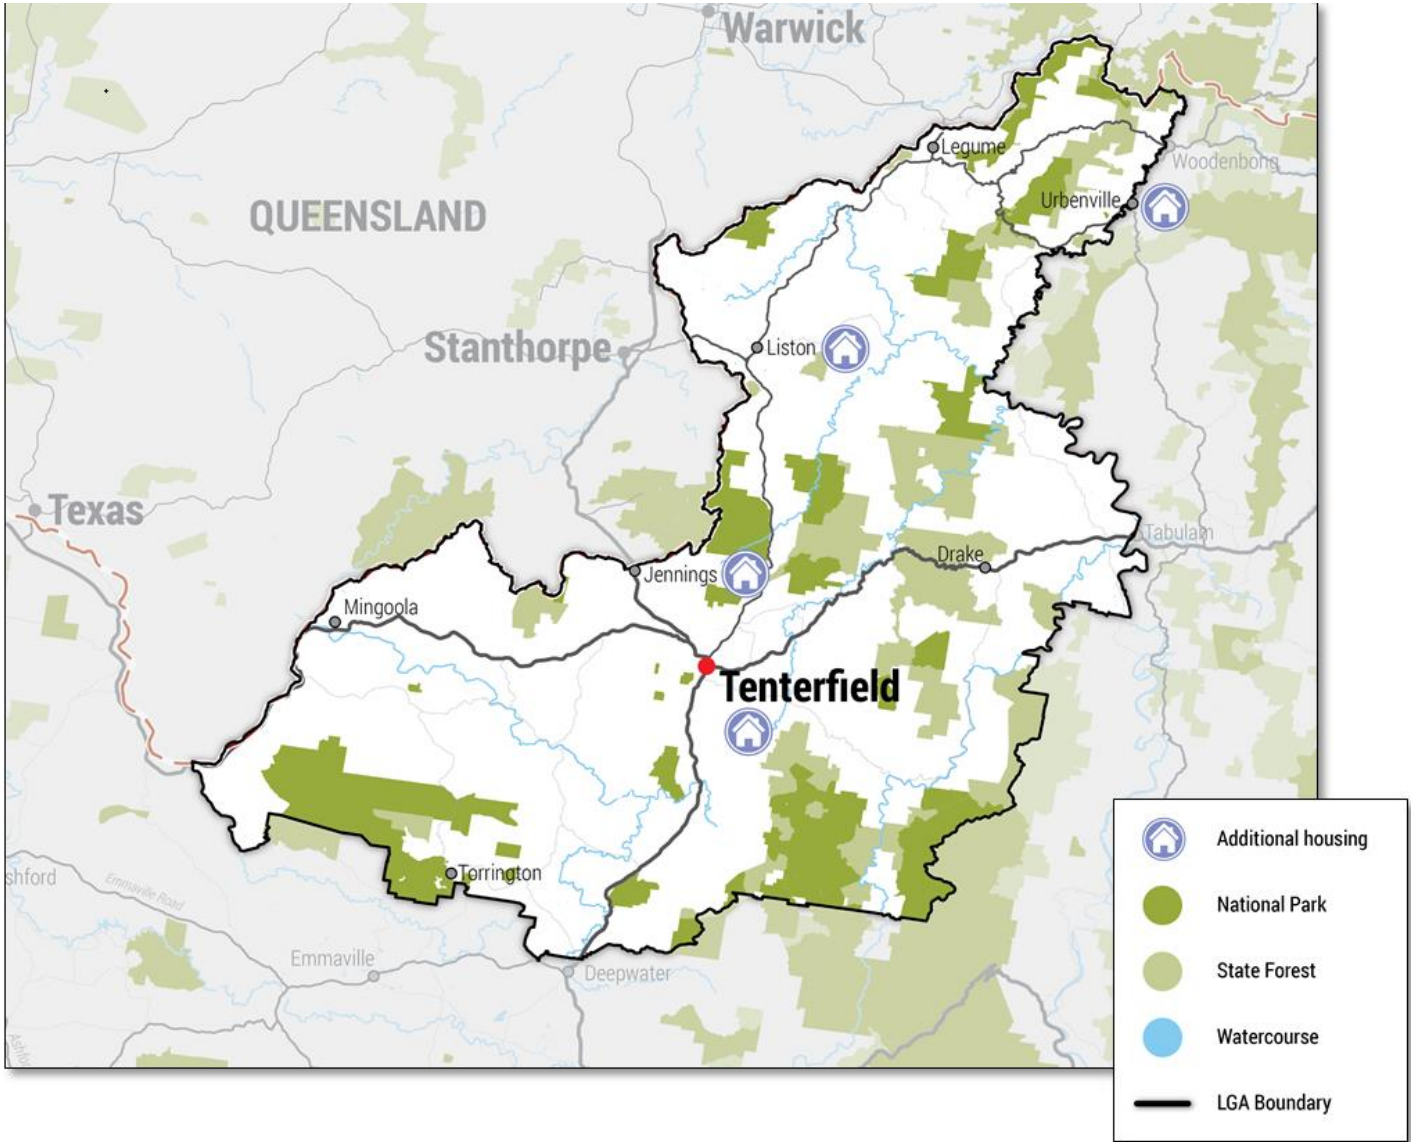 Warwick
Legume
Woodenbong
QUEENSLAND
Urbenville
Stanthorpe
Liston
Texas
Tabulam
Drake
Jennings
Mingoola
Tenterfield
Torrington
shford
Emmaville Road
Emmaville
Deepwater
Ashfor
Additional housing
National Park
State Forest
Watercourse
LGA Boundary